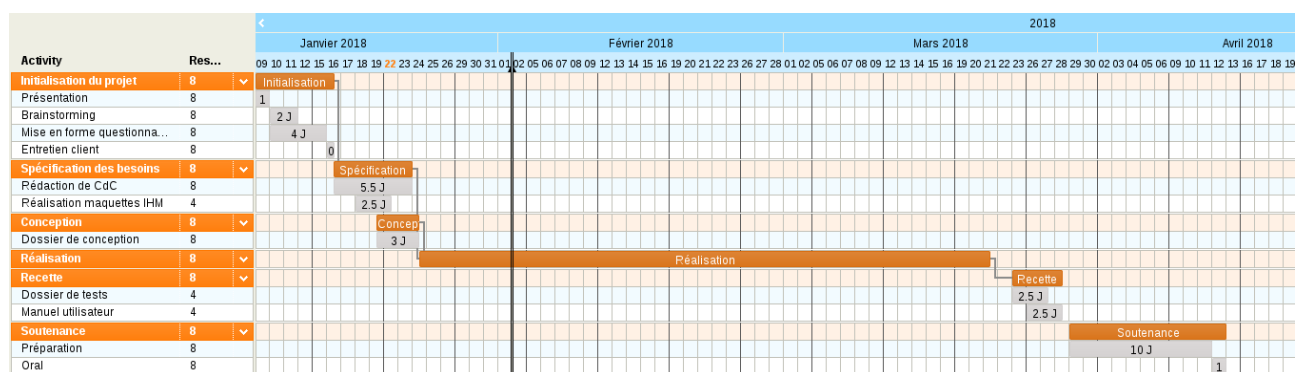 2018
Janvier 2018 Février 2018 Mars 2018 Avril 2018
Activity Res... 09 10 11 12 15 16 17 18 19 22 23 24 25 26 29 30 31 01 02 05 06 07 08 09 12 13 14 15 16 19 20 21 22 23 26 27 28 01 02 05 06 07 08 09 12 13 14 15 16 19 20 21 22 23 26 27 28 29 30 02 03 04 05 06 09 10 11 12 13 16 17 18 19
Initialisation du projet 8 Initialisation
Présentation 8 1
Brainstorming 8 2 J
Mise en forme questionna... 8 4 J
Entretien client 8 0
Spécification des besoins 8 Spécification
Rédaction de CdC 8 5.5 J
Réalisation maquettes IHM 4 2.5 J
Conception 8 Concep
Dossier de conception 8 3 J
Réalisation 8 Réalisation
Recette 8 Recette
Dossier de tests 4 2.5 J
Manuel utilisateur 4 2.5 J
Soutenance 8 Soutenance
Préparation 8 10 J
Oral 8 1